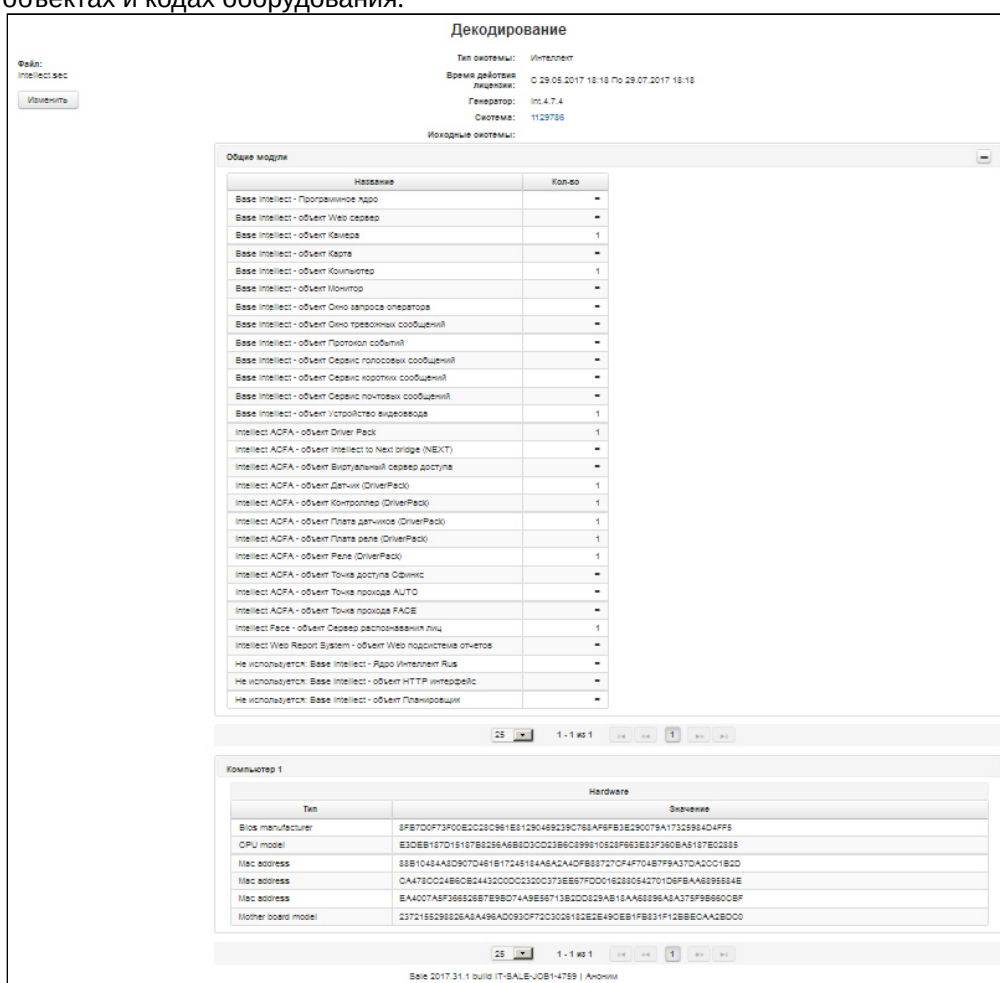 объектах и кодах оборудования.
Декодирование
Файл:
Intellect.sec
Изменить
Тип системы: Интеллект
Время действия лицензии: С 29.05.2017 18:18 По 29.07.2017 18:18
Генератор: Int.4.7.4
Система: 1129786
Исходные системы:
Общие модули
Название Кол-во
Base Intellect - Программное ядро -
Base Intellect - объект Web сервер -
Base Intellect - объект Камера 1
Base Intellect - объект Карта -
Base Intellect - объект Компьютер 1
Base Intellect - объект Монитор -
Base Intellect - объект Окно запроса оператора -
Base Intellect - объект Окно тревожных сообщений -
Base Intellect - объект Протокол событий -
Base Intellect - объект Сервис голосовых сообщений -
Base Intellect - объект Сервис коротких сообщений -
Base Intellect - объект Сервис почтовых сообщений -
Base Intellect - объект Устройство видеоввода 1
Intellect ACFA - объект Driver Pack 1
Intellect ACFA - объект Intellect to Next bridge (NEXT) -
Intellect ACFA - объект Виртуальный сервер доступа -
Intellect ACFA - объект Датчик (DriverPack) 1
Intellect ACFA - объект Контроллер (DriverPack) 1
Intellect ACFA - объект Плата датчиков (DriverPack) 1
Intellect ACFA - объект Плата реле (DriverPack) 1
Intellect ACFA - объект Реле (DriverPack) 1
Intellect ACFA - объект Точка доступа Сфинкс -
Intellect ACFA - объект Точка прохода AUTO -
Intellect ACFA - объект Точка прохода FACE -
Intellect Face - объект Сервер распознавания лиц 1
Intellect Web Report System - объект Web подсистема отчетов -
Не используется: Base Intellect - Ядро Интеллект Rus -
Не используется: Base Intellect - объект HTTP интерфейс -
Не используется: Base Intellect - объект Планировщик -
25 1 - 1 из 1 1
Компьютер 1
Hardware
Тип Значение
Bios manufacturer
CPU model
Mac address
Mac address
Mac address
Mother board model
25 1 - 1 из 1 1
Sale 2017.31.1 build IT-SALE-JOB1-4759 | Аноним